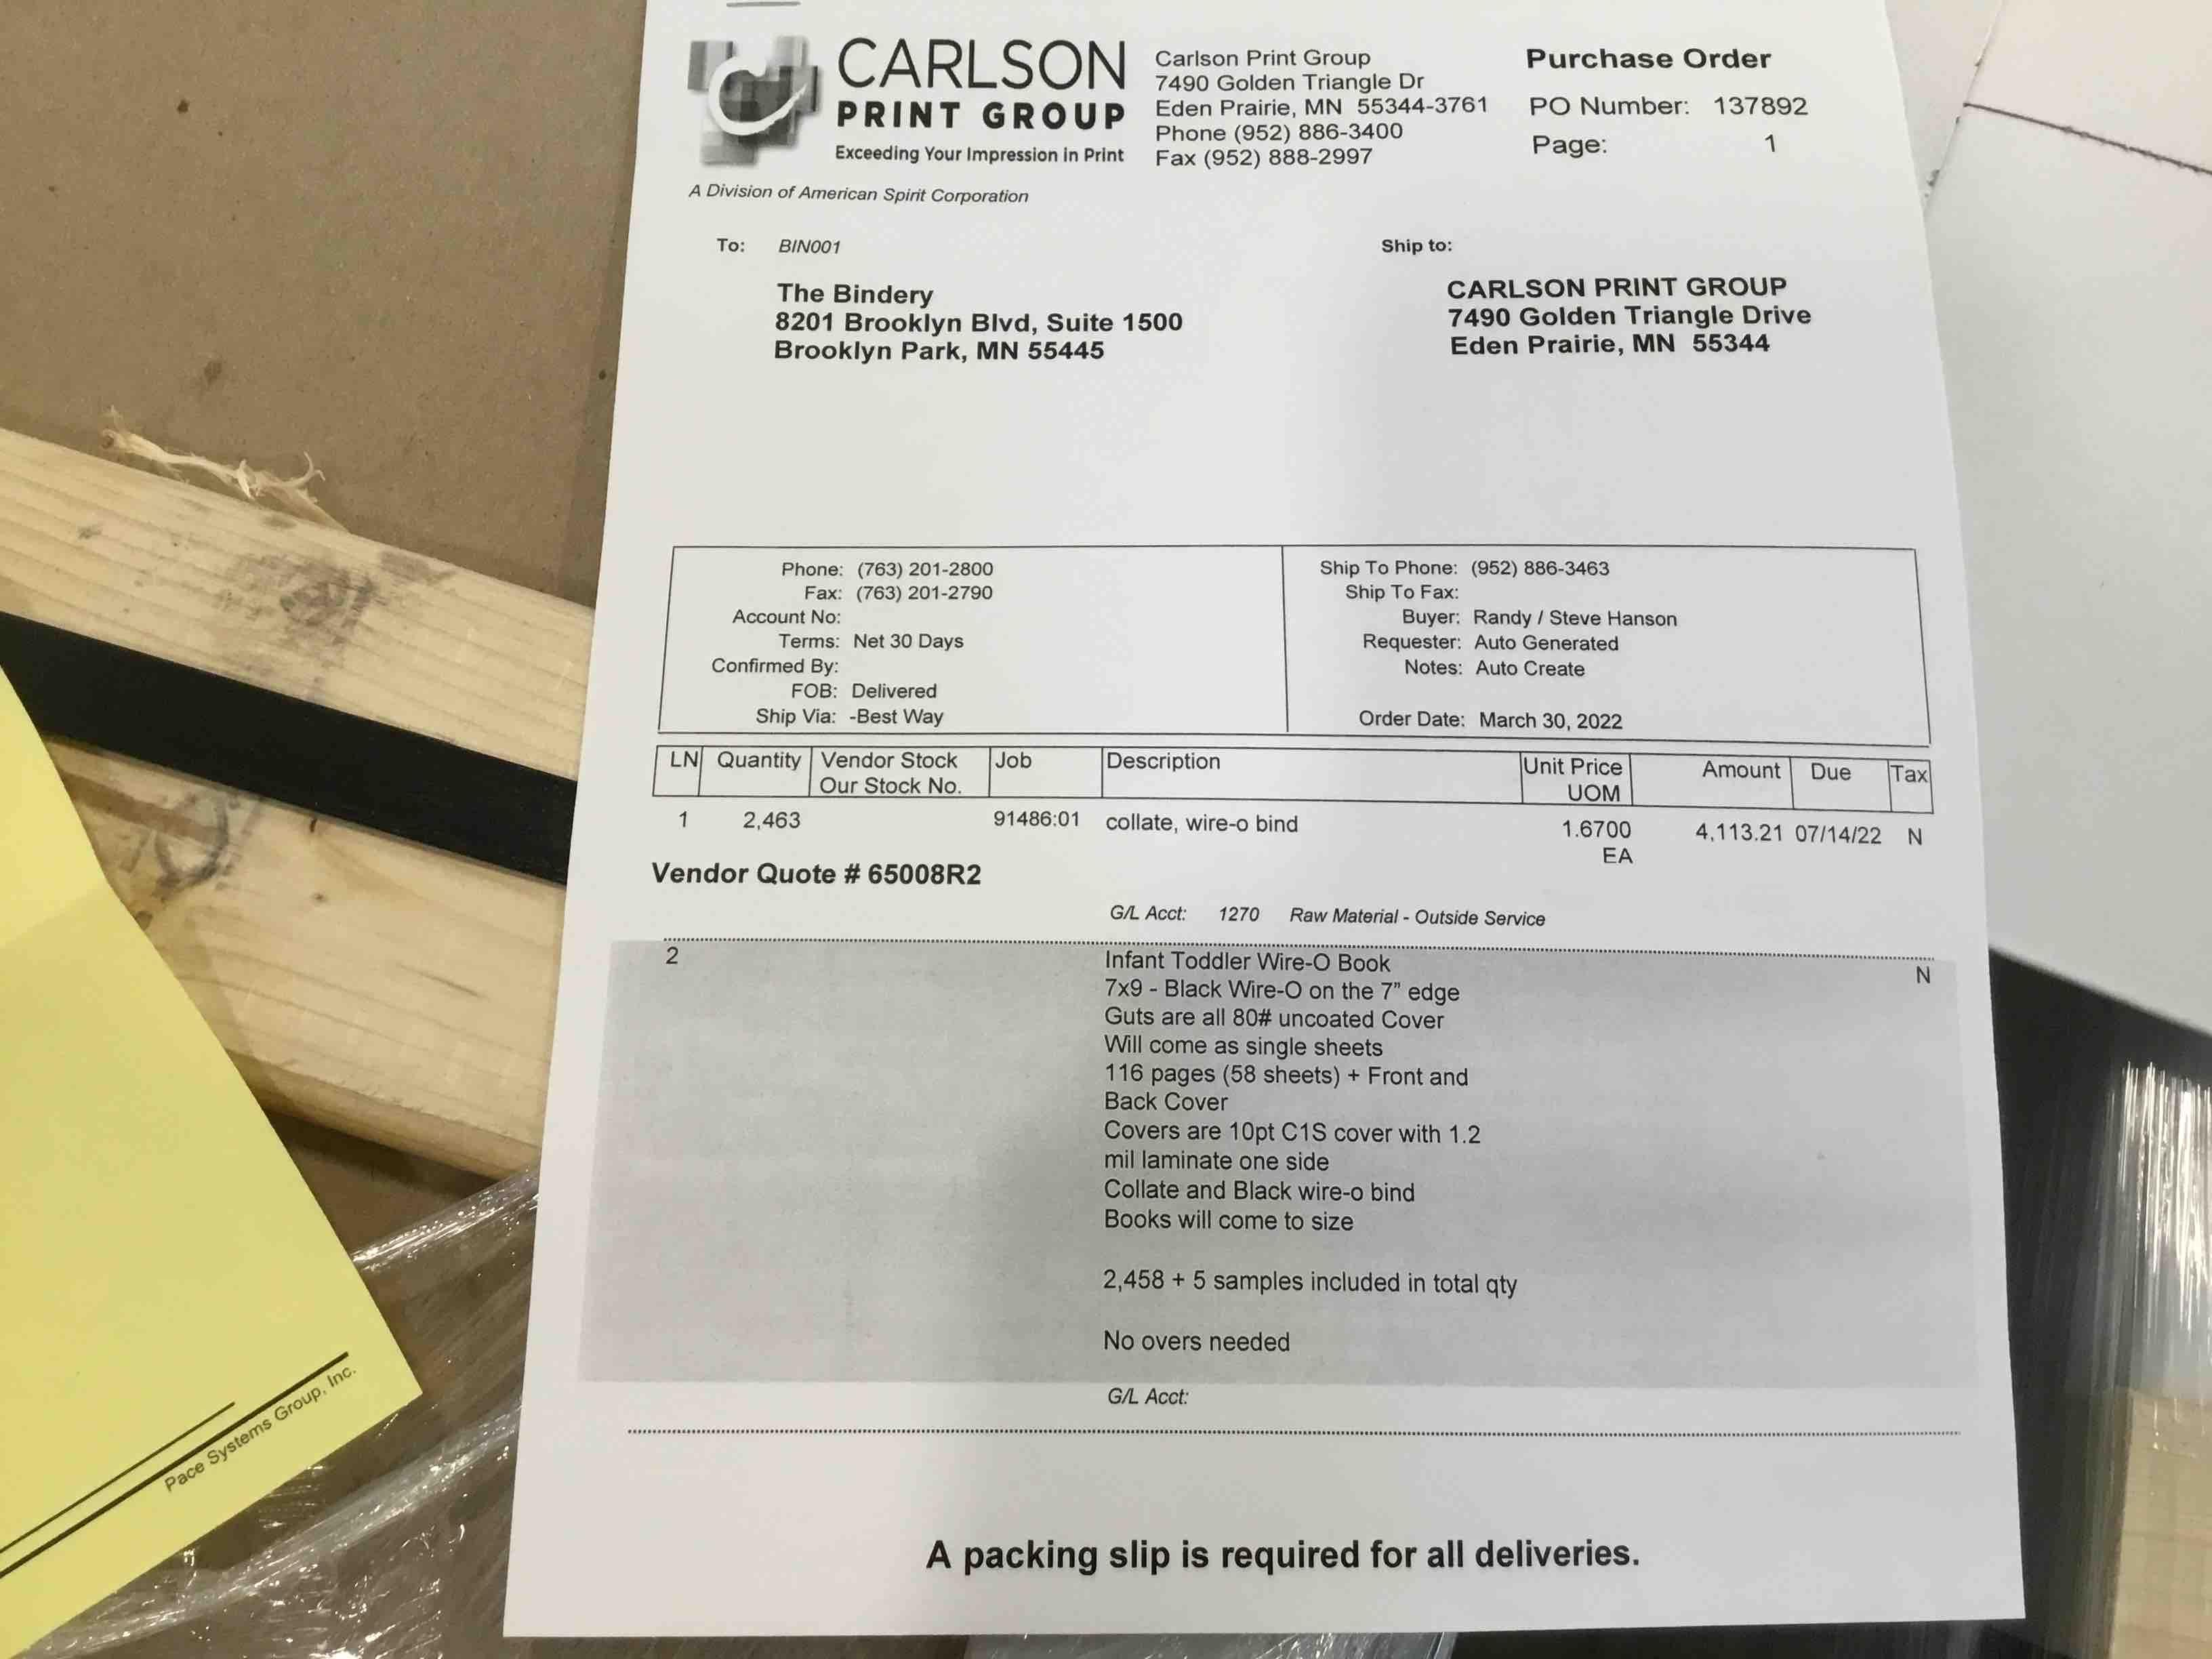 CARLSON
PRINT GROUP
Exceeding Your Impression in Print
A Division of American Spirit Corporation
Carlson Print Group
7490 Golden Triangle Dr
Eden Prairie, MN 55344-3761
Phone (952) 886-3400
Fax (952) 888-2997
Purchase Order
PO Number: 137892
Page: 1
To: BIN001
The Bindery
8201 Brooklyn Blvd, Suite 1500
Brooklyn Park, MN 55445
Ship to:
CARLSON PRINT GROUP
7490 Golden Triangle Drive
Eden Prairie, MN 55344
Phone: (763) 201-2800
Fax: (763) 201-2790
Account No:
Terms: Net 30 Days
Confirmed By:
FOB: Delivered
Ship Via: -Best Way
Ship To Phone: (952) 886-3463
Ship To Fax:
Buyer: Randy / Steve Hanson
Requester: Auto Generated
Notes: Auto Create
Order Date: March 30, 2022
LN Quantity Vendor Stock Job Description Unit Price Amount Due Tax
Our Stock No. UOM
1 2,463 91486:01 collate, wire-o bind 1.6700 4,113.21 07/14/22 N
EA
Vendor Quote # 65008R2
G/L Acct: 1270 Raw Material - Outside Service
2 Infant Toddler Wire-O Book N
7x9 - Black Wire-O on the 7" edge
Guts are all 80# uncoated Cover
Will come as single sheets
116 pages (58 sheets) + Front and
Back Cover
Covers are 10pt C1S cover with 1.2
mil laminate one side
Collate and Black wire-o bind
Books will come to size
2,458 + 5 samples included in total qty
No overs needed
G/L Acct:
A packing slip is required for all deliveries.
Pace Systems Group, Inc.